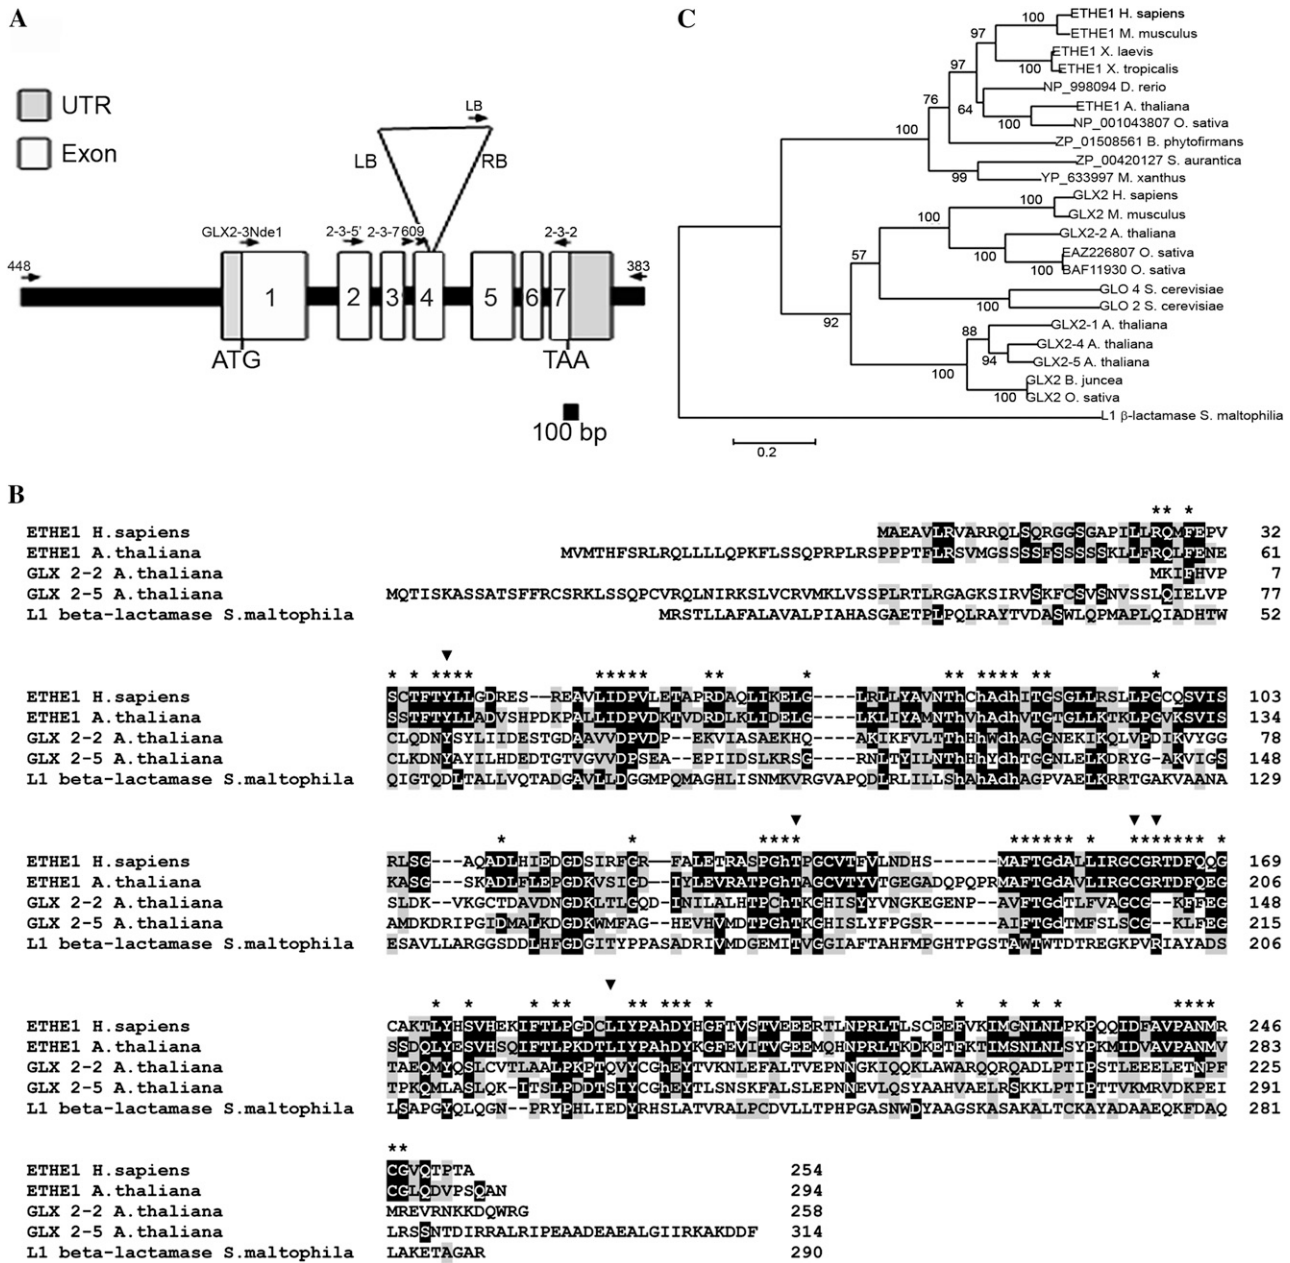 A
UTR
Exon
LB
LB
RB
GLX2-3Nde1
2-3-5'
2-3-7
609
2-3-2
448
383
1
2
3
4
5
6
7
ATG
TAA
100 bp
C
ETHE1 H. sapiens
ETHE1 M. musculus
ETHE1 X. laevis
ETHE1 X. tropicalis
NP_998094 D. rerio
ETHE1 A. thaliana
NP_001043807 O. sativa
ZP_01508561 B. phytofirmans
ZP_00420127 S. aurantica
YP_633997 M. xanthus
GLX2 H. sapiens
GLX2 M. musculus
GLX2-2 A. thaliana
EAZ226807 O. sativa
BAF11930 O. sativa
GLO 4 S. cerevisiae
GLO 2 S. cerevisiae
GLX2-1 A. thaliana
GLX2-4 A. thaliana
GLX2-5 A. thaliana
GLX2 B. juncea
GLX2 O. sativa
L1 β-lactamase S. maltophilia
100
97
100
97
76
64
100
100
99
100
100
57
100
100
92
88
94
100
100
0.2
B
** *
ETHE1 H.sapiens MAEAVLRVARRQLSQRGGSGAPILLRQMFEPV 32
ETHE1 A.thaliana VMTHFSRLRQLLLLQPKFLSSQPRPLRSPPPTFLRSVMGSSSSFSSSSSKLLFRQLFENE 61
GLX 2-2 A.thaliana MKIFHVP 7
GLX 2-5 A.thaliana MQTISKASSATSFFRCSRKLSSQPCVRQLNIRKSLVCRVMKLVSSPLRTLRGAGKSIRVSKFCSVSNVSSLQIELVP 77
L1 beta-lactamase S.maltophila MRSTLLAFALAVALPIAHASGAETPLPQLRAYTVDASWLQPMAPLQIADHTW 52
▼
* * **** ***** ** * ** **** ** *
ETHE1 H.sapiens SCTFTYLLGDRES--REAVLIDPVLETAPRDAQLIKELG----LRLLYAVNThChAdhITGSGLLRSLLPGCQSVIS 103
ETHE1 A.thaliana SSTFTYLLADVSHPDKPALLIDPVDKTVDRDLKLIDELG----LKLIYAMNThVhAdhVTGTGLLKTKLPGVKSVIS 134
GLX 2-2 A.thaliana CLQDNYSYLIIDESTGDAAVVDPVDP--EKVIASAEKHQ----AKIKFVLTThHhWdhAGGNEKIKQLVPDIKVYGG 78
GLX 2-5 A.thaliana CLKDNYAYILHDEDTGTVGVVDPSEA--EPIIDSLKRSG----RNLTYILNThHhYdhTGGNLELKDRYG-AKVIGS 148
L1 beta-lactamase S.maltophila QIGTQDLTALLVQTADGAVLLDGGMPQMAGHLISNMKVRGVAPQDLRLILLShAhAdhAGPVAELKRRTGAKVAANA 129
▼ ▼ ▼
* * **** ****** * ******* *
ETHE1 H.sapiens RLSG---AQADLHIEDGDSIRFGR--FALETRASPGhTPGCVTFVLNDHS------MAFTGdALLIRGCGRTDFQQG 169
ETHE1 A.thaliana KASG---SKADLFLEPGDKVSIGD--IYLEVRATPGhTAGCVTYVTGEGADQPQPRMAFTGdAVLIRGCGRTDFQEG 206
GLX 2-2 A.thaliana SLDK---VKGCTDAVDNGDKLTLGQD-INILALHTPChTKGHISYYVNGKEGENP--AVFTGdTLFVAGCG--KFFEG 148
GLX 2-5 A.thaliana AMDKDRIPGIDMALKDGDKWMFAG--HEVHVMDTPGhTKGHISLYFPGSR------AIFTGdTMFSLSCG--KLFEG 215
L1 beta-lactamase S.maltophila ESAVLLARGGSDDLHFGDGITYPPASADRIVMDGEMITVGGIAFTAHFMPGHTPGSTAWTWTDTREGKPVRIAYADS 206
▼
* * * ** ** *** * * * * * ****
ETHE1 H.sapiens CAKTLYHSVHEKIFTLPGDCLIYPAhDYHGFTVSTVEEERTLNPRLTLSCEEFVKIMGNLNLPKPQQIDFAVPANMR 246
ETHE1 A.thaliana SSDQLYESVHSQIFTLPKDTLIYPAhDYKGFEVITVGEEMQHNPRLTKDKETFKTIMSNLNLSYPKMIDVAVPANMV 283
GLX 2-2 A.thaliana TAEQMYQSLCVTLAALPKPTQVYCGhEYTVKNLEFALTVEPNNGKIQQKLAWARQQRQADLPTIPSTLEEELETNPF 225
GLX 2-5 A.thaliana TPKQMLASLQK-ITSLPDDTSIYCGhEYTLSNSKFALSLEPNNEVLQSYAAHVAELRSKKLPTIPTTVKMRVDKPEI 291
L1 beta-lactamase S.maltophila LSAPGYQLQGN--PRYPHLIEDYRHSLATVRALPCDVLLTPHPGASNWDYAAGSKASAKALTCKAYADAAEQKFDAQ 281
**
ETHE1 H.sapiens CGVQTPTA 254
ETHE1 A.thaliana CGLQDVPSQAN 294
GLX 2-2 A.thaliana MREVRNKKDQWRG 258
GLX 2-5 A.thaliana LRSSNTDIRRALRIPEAADEAEALGIIRKAKDDF 314
L1 beta-lactamase S.maltophila LAKETAGAR 290